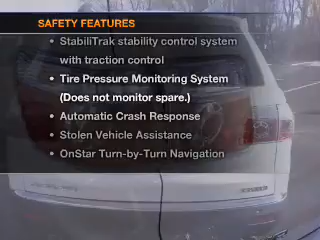 SAFETY FEATURES
• StabiliTrak stability control system
with traction control
• Tire Pressure Monitoring System
(Does not monitor spare.)
• Automatic Crash Response
• Stolen Vehicle Assistance
• OnStar Turn-by-Turn Navigation